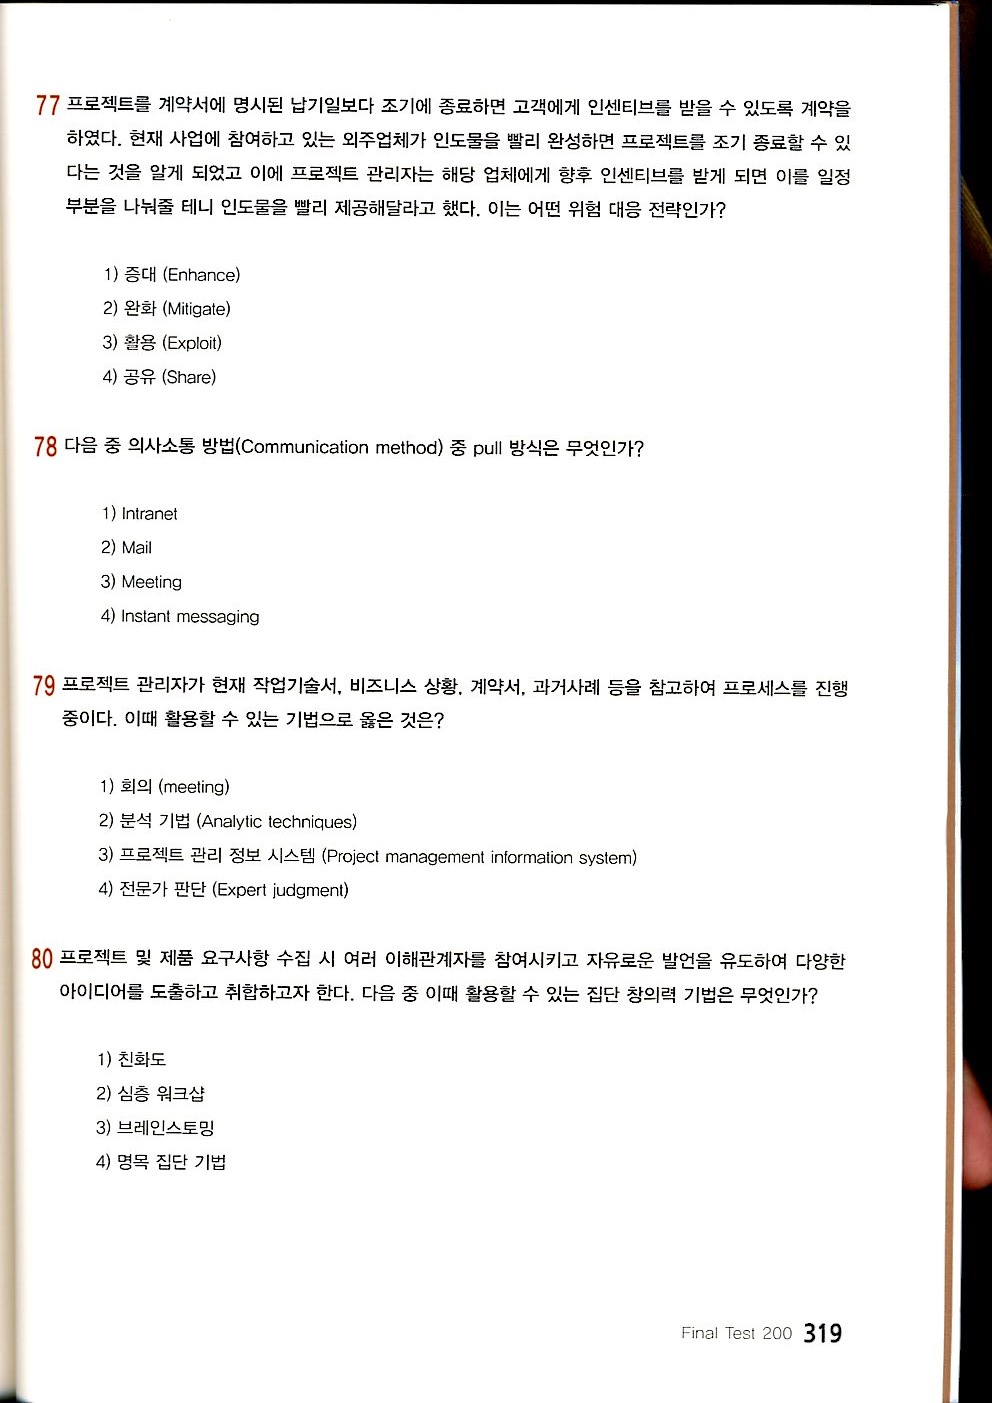 77 프로젝트를 계약서에 명시된 납기일보다 조기에 종료하면 고객에게 인센티브를 받을 수 있도록 계약을
하였다. 현재 사업에 참여하고 있는 외주업체가 인도물을 빨리 완성하면 프로젝트를 조기 종료할 수 있
다는 것을 알게 되었고 이에 프로젝트 관리자는 해당 업체에게 향후 인센티브를 받게 되면 이를 일정
부분을 나눠줄 테니 인도물을 빨리 제공해달라고 했다. 이는 어떤 위험 대응 전략인가?
1) 증대 (Enhance)
2) 완화 (Mitigate)
3) 활용 (Exploit)
4) 공유 (Share)
78 다음 중 의사소통 방법(Communication method) 중 pull 방식은 무엇인가?
1) Intranet
2) Mail
3) Meeting
4) Instant messaging
79 프로젝트 관리자가 현재 작업기술서, 비즈니스 상황, 계약서, 과거사례 등을 참고하여 프로세스를 진행
중이다. 이때 활용할 수 있는 기법으로 옳은 것은?
1) 회의 (meeting)
2) 분석 기법 (Analytic techniques)
3) 프로젝트 관리 정보 시스템 (Project management information system)
4) 전문가 판단 (Expert judgment)
80 프로젝트 및 제품 요구사항 수집 시 여러 이해관계자를 참여시키고 자유로운 발언을 유도하여 다양한
아이디어를 도출하고 취합하고자 한다. 다음 중 이때 활용할 수 있는 집단 창의력 기법은 무엇인가?
1) 친화도
2) 심층 워크샵
3) 브레인스토밍
4) 명목 집단 기법
Final Test 200 319